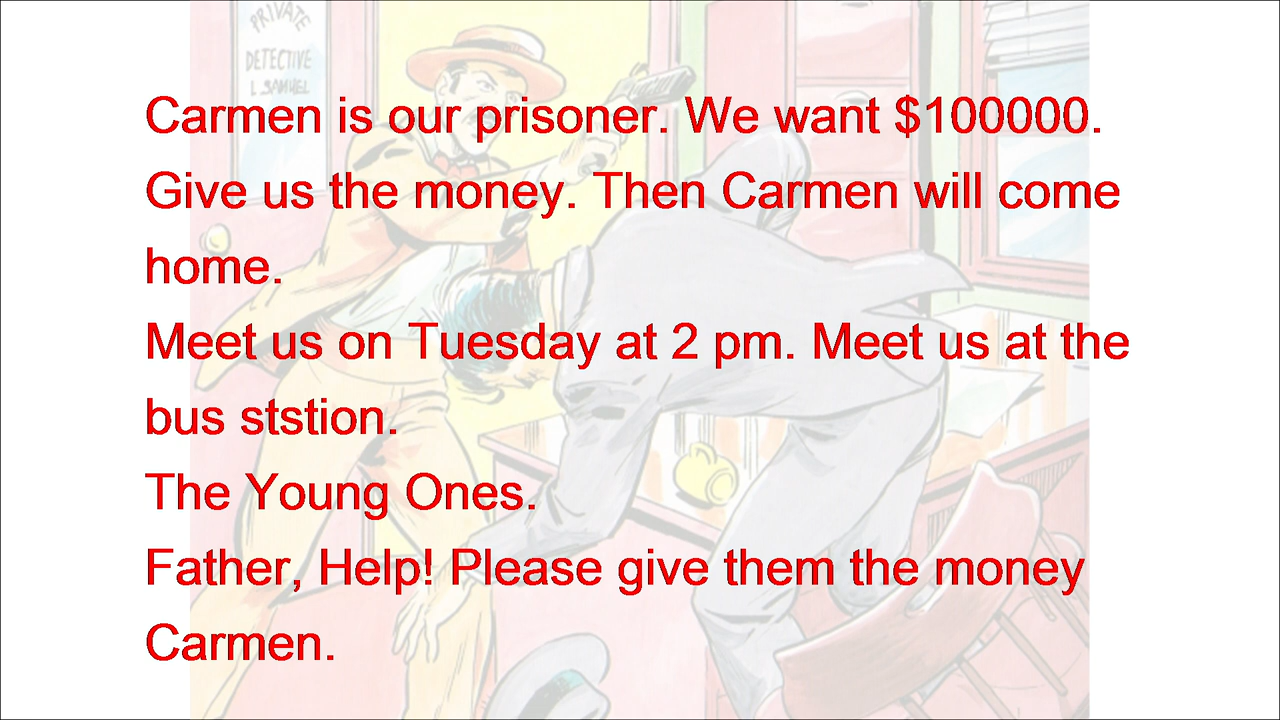 PRIVATE
DETECTIVE
L. SAMUEL
Carmen is our prisoner. We want $100000.
Give us the money. Then Carmen will come
home.
Meet us on Tuesday at 2 pm. Meet us at the
bus ststion.
The Young Ones.
Father, Help! Please give them the money
Carmen.